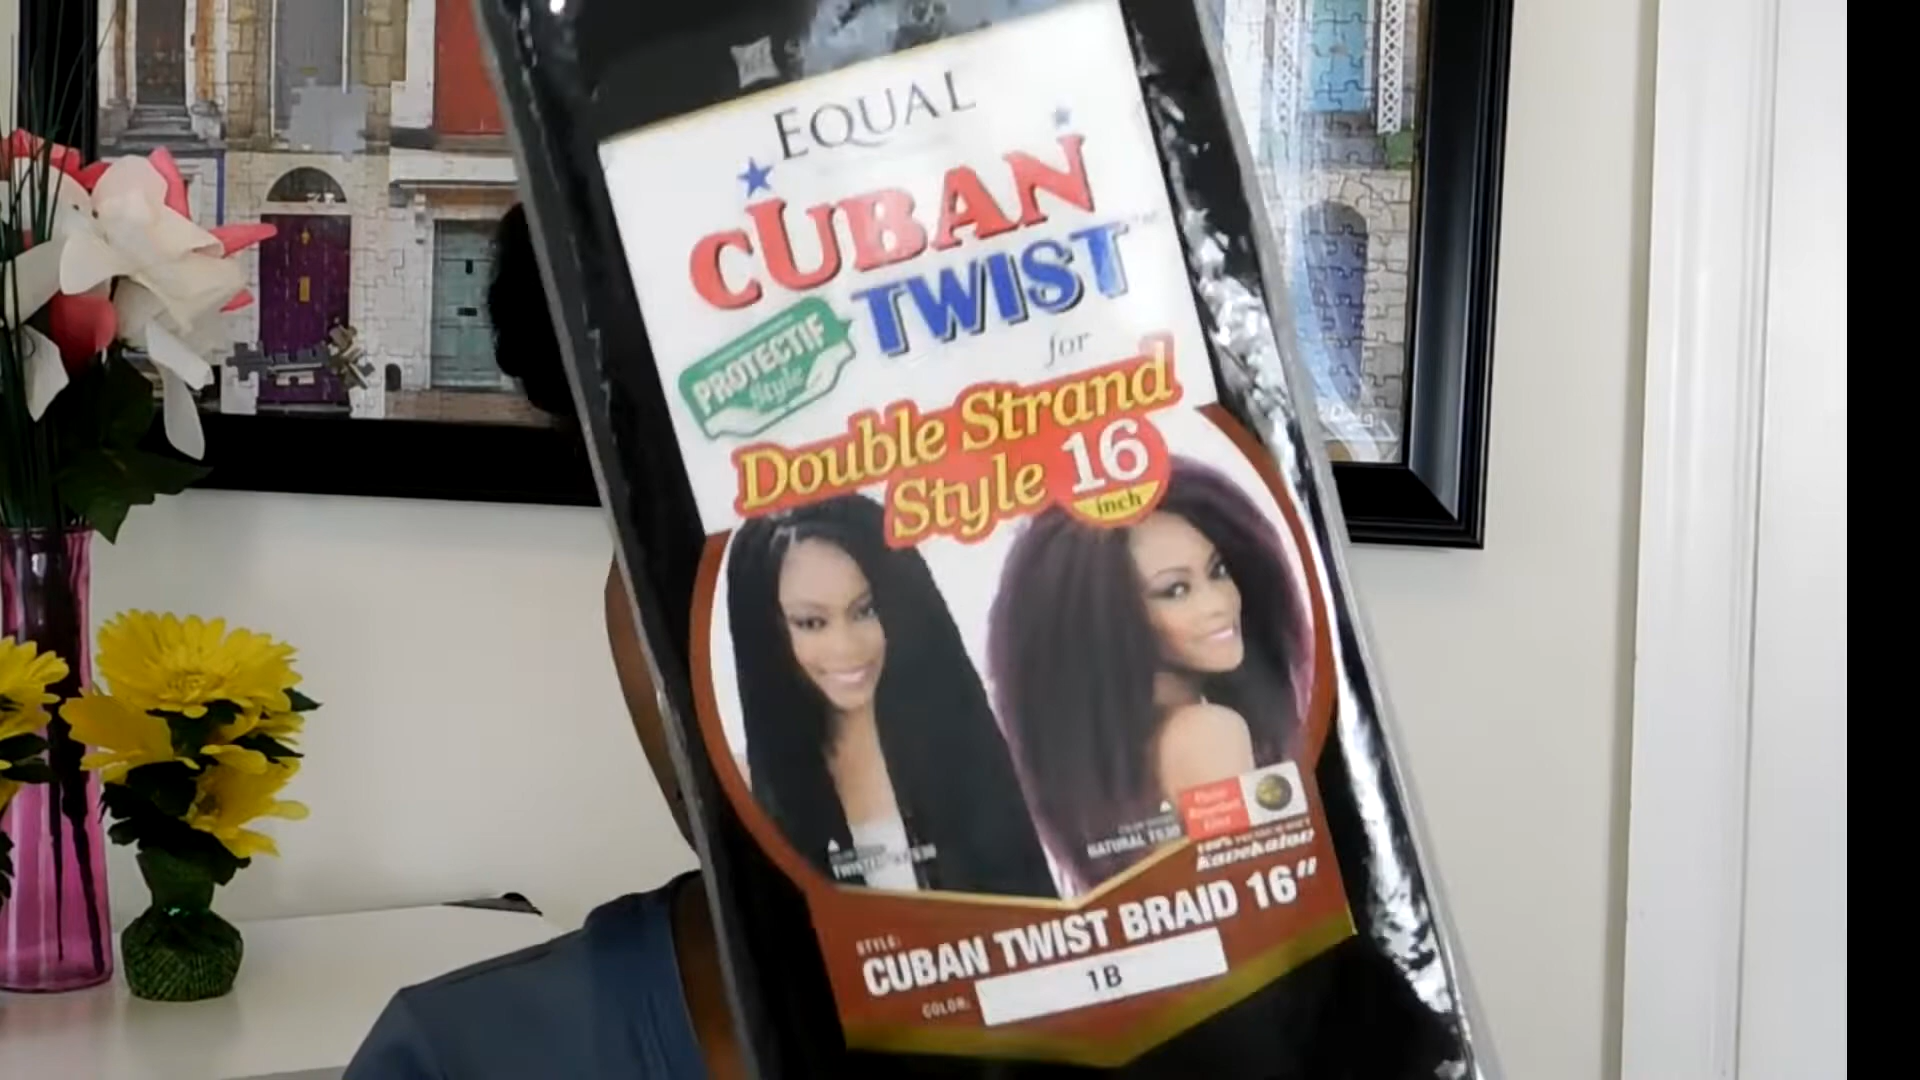 EQUAL
CUBAN
TWIST
PROTECTIF
Style
for
Double Strand
Style 16
inch
NATURAL
Kanekalon
STYLE:
CUBAN TWIST BRAID 16"
COLOR: 1B